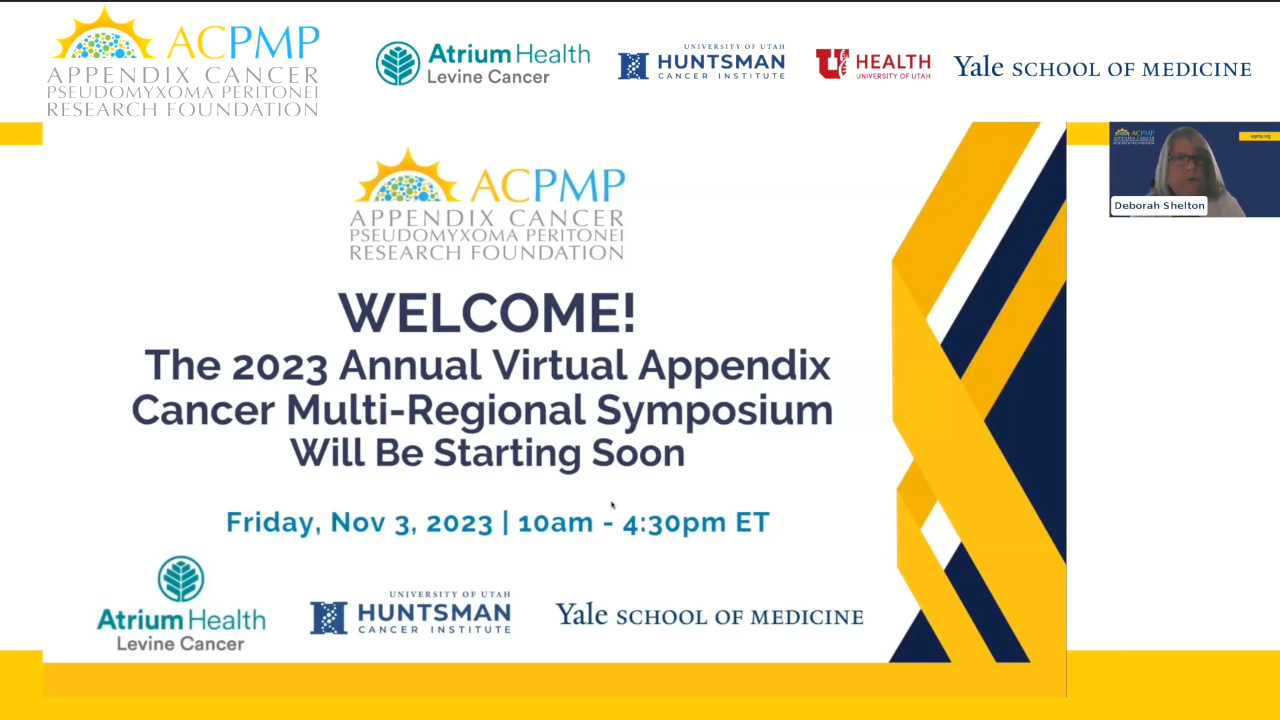 ACPMP
APPENDIX CANCER
PSEUDOMYXOMA PERITONEI
RESEARCH FOUNDATION
Atrium Health
Levine Cancer
UNIVERSITY OF UTAH
HUNTSMAN
CANCER INSTITUTE
U HEALTH
UNIVERSITY OF UTAH
Yale SCHOOL OF MEDICINE
ACPMP
Deborah Shelton
ACPMP
APPENDIX CANCER
PSEUDOMYXOMA PERITONEI
RESEARCH FOUNDATION
WELCOME!
The 2023 Annual Virtual Appendix
Cancer Multi-Regional Symposium
Will Be Starting Soon
Friday, Nov 3, 2023 | 10am - 4:30pm ET
Atrium Health
Levine Cancer
UNIVERSITY OF UTAH
HUNTSMAN
CANCER INSTITUTE
Yale SCHOOL OF MEDICINE